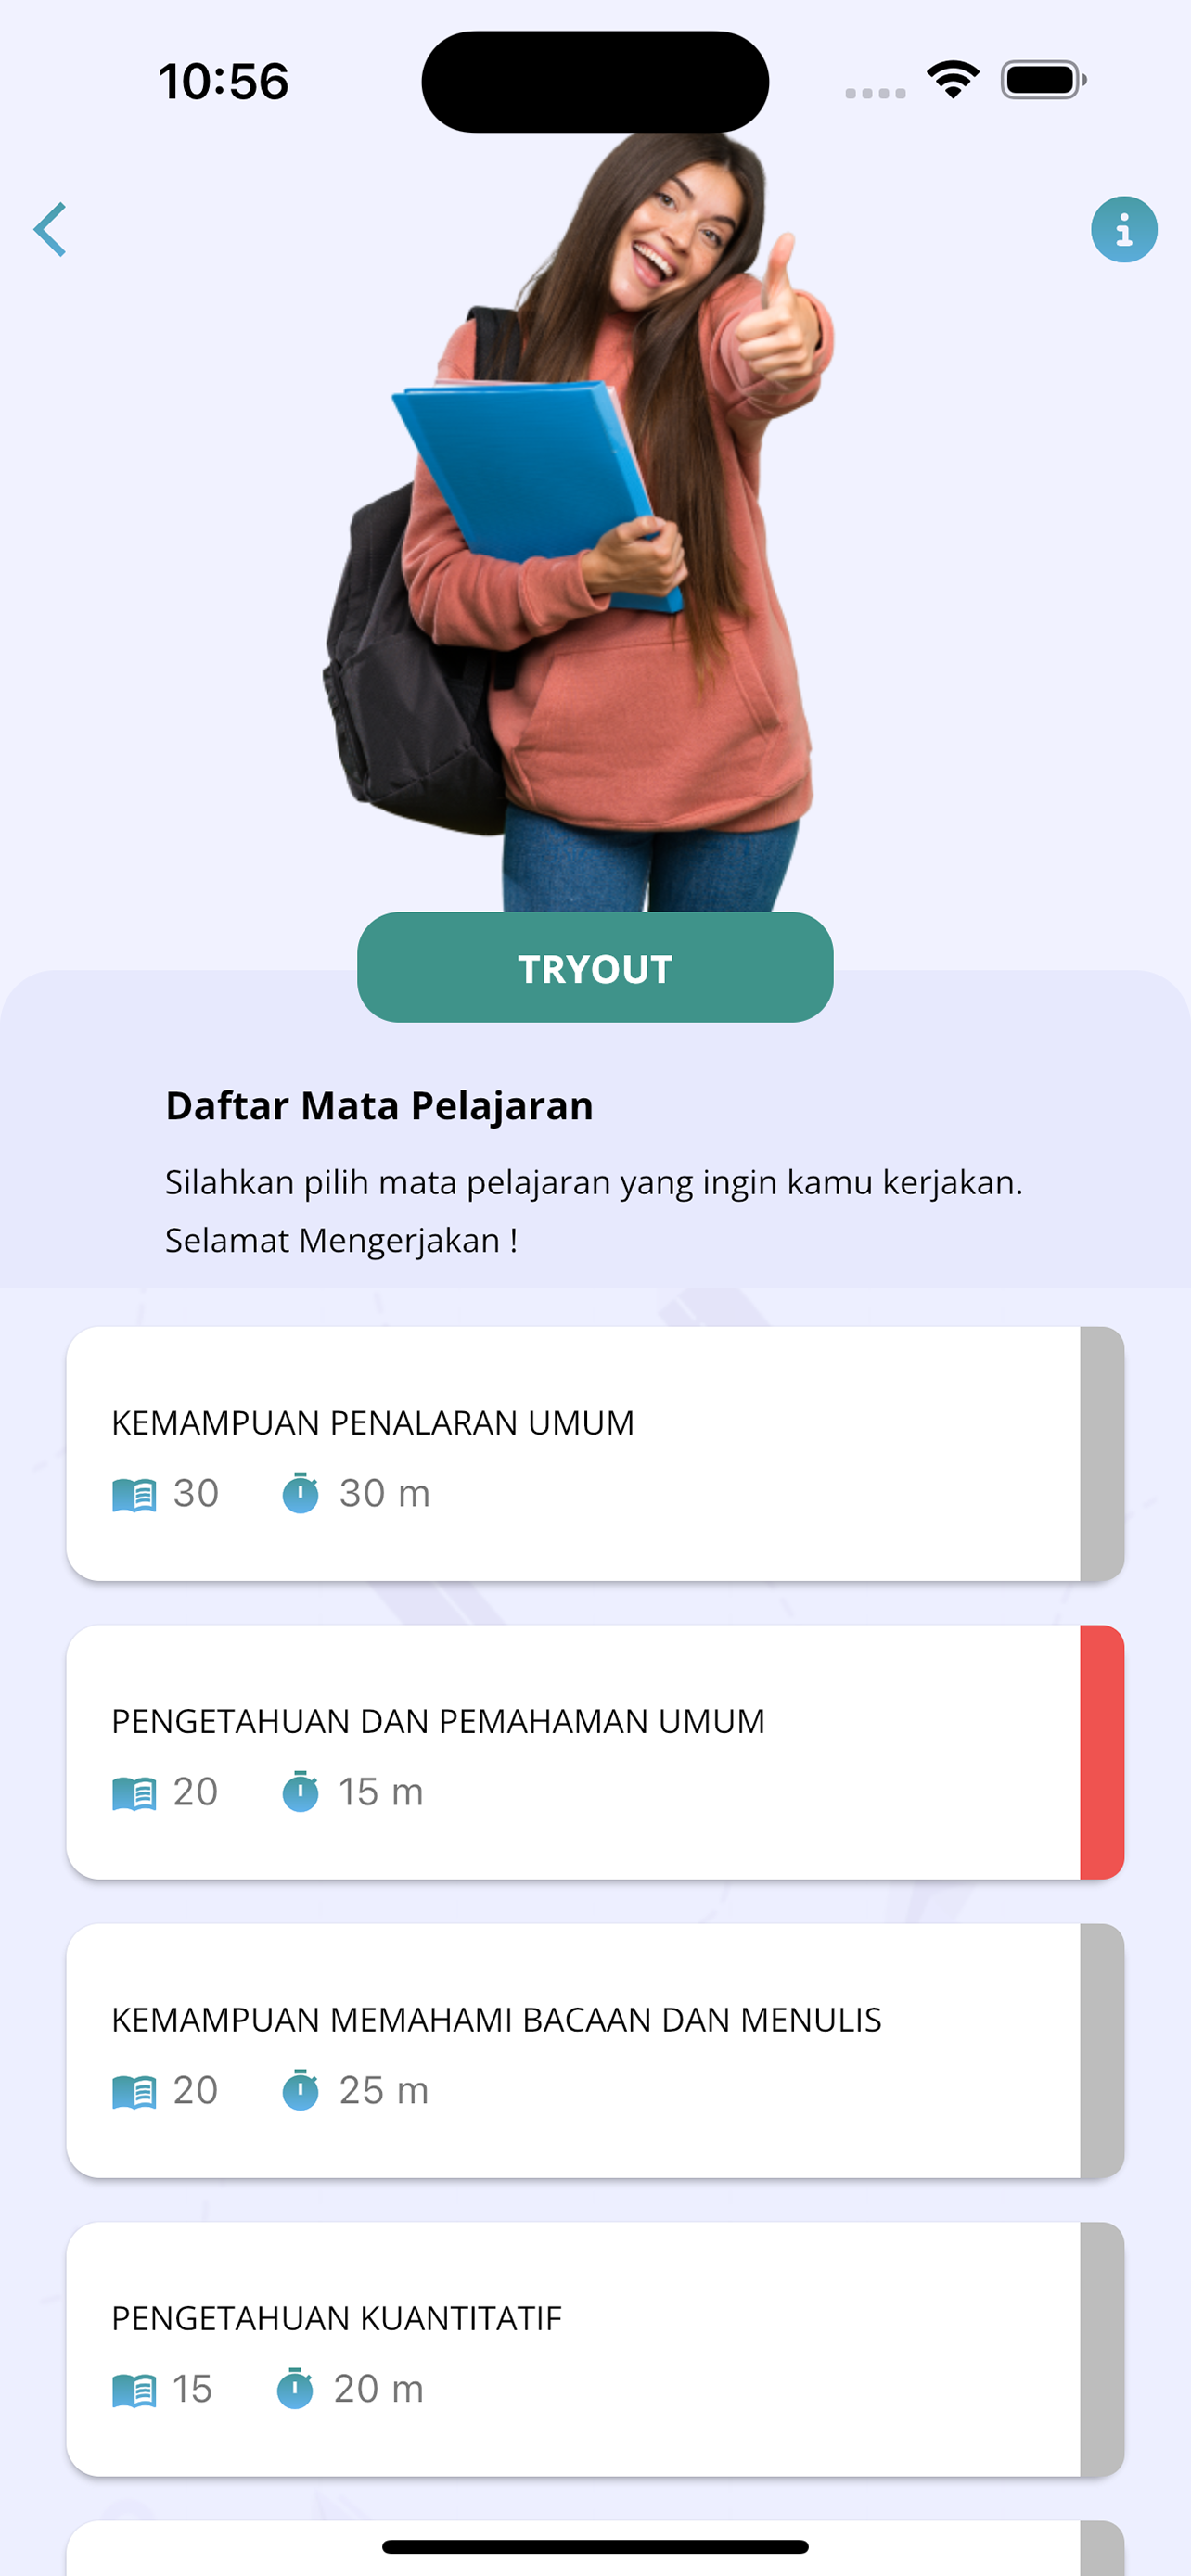 10:56
TRYOUT
Daftar Mata Pelajaran
Silahkan pilih mata pelajaran yang ingin kamu kerjakan.
Selamat Mengerjakan !
KEMAMPUAN PENALARAN UMUM
30 30 m
PENGETAHUAN DAN PEMAHAMAN UMUM
20 15 m
KEMAMPUAN MEMAHAMI BACAAN DAN MENULIS
20 25 m
PENGETAHUAN KUANTITATIF
15 20 m